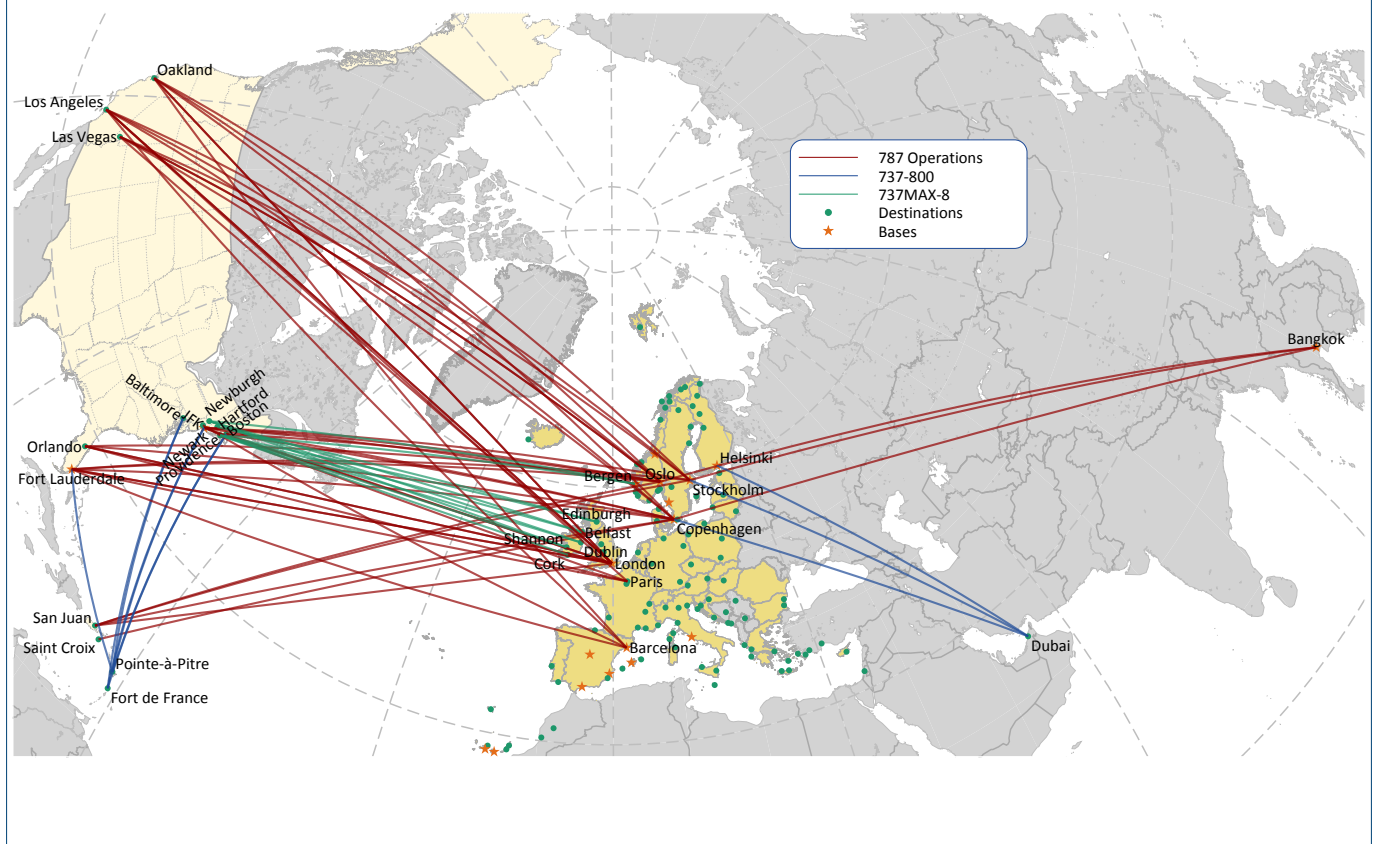 Oakland
Los Angeles
Las Vegas
787 Operations
737-800
737MAX-8
Destinations
Bases
Bangkok
Newburgh
Baltimore
JFK
Hartford
Boston
Newark
Providence
Orlando
Fort Lauderdale
Helsinki
Bergen
Oslo
Stockholm
Edinburgh
Copenhagen
Shannon
Belfast
Dublin
Cork
London
Paris
San Juan
Saint Croix
Barcelona
Dubai
Pointe-à-Pitre
Fort de France